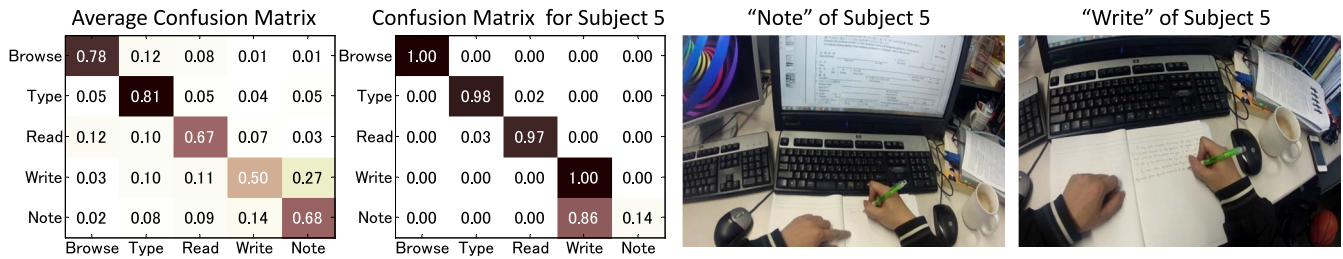 Average Confusion Matrix
Browse 0.78 0.12 0.08 0.01 0.01
Type 0.05 0.81 0.05 0.04 0.05
Read 0.12 0.10 0.67 0.07 0.03
Write 0.03 0.10 0.11 0.50 0.27
Note 0.02 0.08 0.09 0.14 0.68
Browse Type Read Write Note
Confusion Matrix for Subject 5
Browse 1.00 0.00 0.00 0.00 0.00
Type 0.00 0.98 0.02 0.00 0.00
Read 0.00 0.03 0.97 0.00 0.00
Write 0.00 0.00 0.00 1.00 0.00
Note 0.00 0.00 0.00 0.86 0.14
Browse Type Read Write Note
“Note” of Subject 5
“Write” of Subject 5